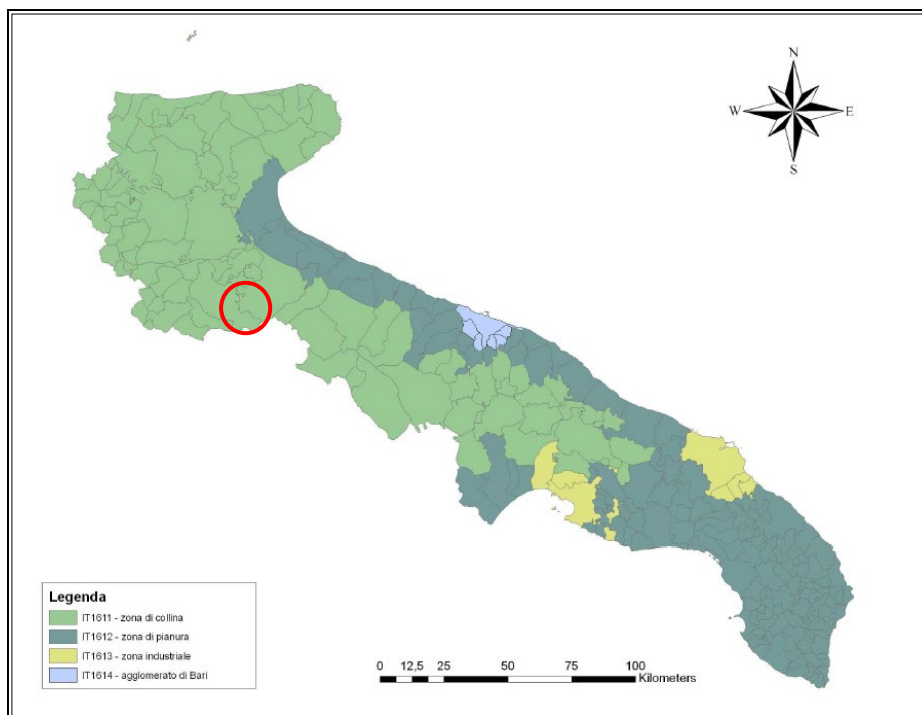 N
W E
S
Legenda
IT1611 - zona di collina
IT1612 - zona di pianura
IT1613 - zona industriale
IT1614 - agglomerato di Bari
0 12,5 25 50 75 100
Kilometers